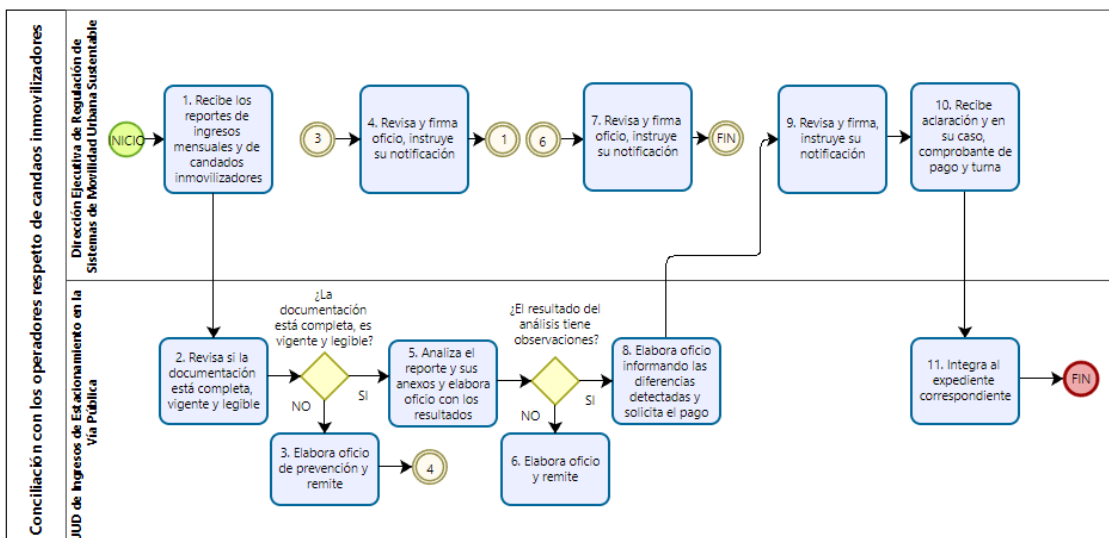 Conciliación con los operadores respetto de candaos inmovilizadores
Dirección Ejecutiva de Regulación de
Sistemas de Movilidad Urbana Sustentable
INICIO
1. Recibe los
reportes de
ingresos
mensuales y de
candados
inmovilizadores
3
4. Revisa y firma
oficio, instruye
su notificación
1
6
7. Revisa y firma
oficio, instruye
su notificación
FIN
9. Revisa y firma,
instruye su
notificación
10. Recibe
aclaración y en
su caso,
comprobante de
pago y turna
JUD de Ingresos de Estacionamiento en la
Vía Pública
2. Revisa si la
documentación
está completa,
vigente y legible
¿La
documentación
está completa, es
vigente y legible?
SI
NO
3. Elabora oficio
de prevención y
remite
4
5. Analiza el
reporte y sus
anexos y elabora
oficio con los
resultados
¿El resultado del
análisis tiene
observaciones?
SI
NO
6. Elabora oficio
y remite
8. Elabora oficio
informando las
diferencias
detectadas y
solicita el pago
11. Integra al
expediente
correspondiente
FIN